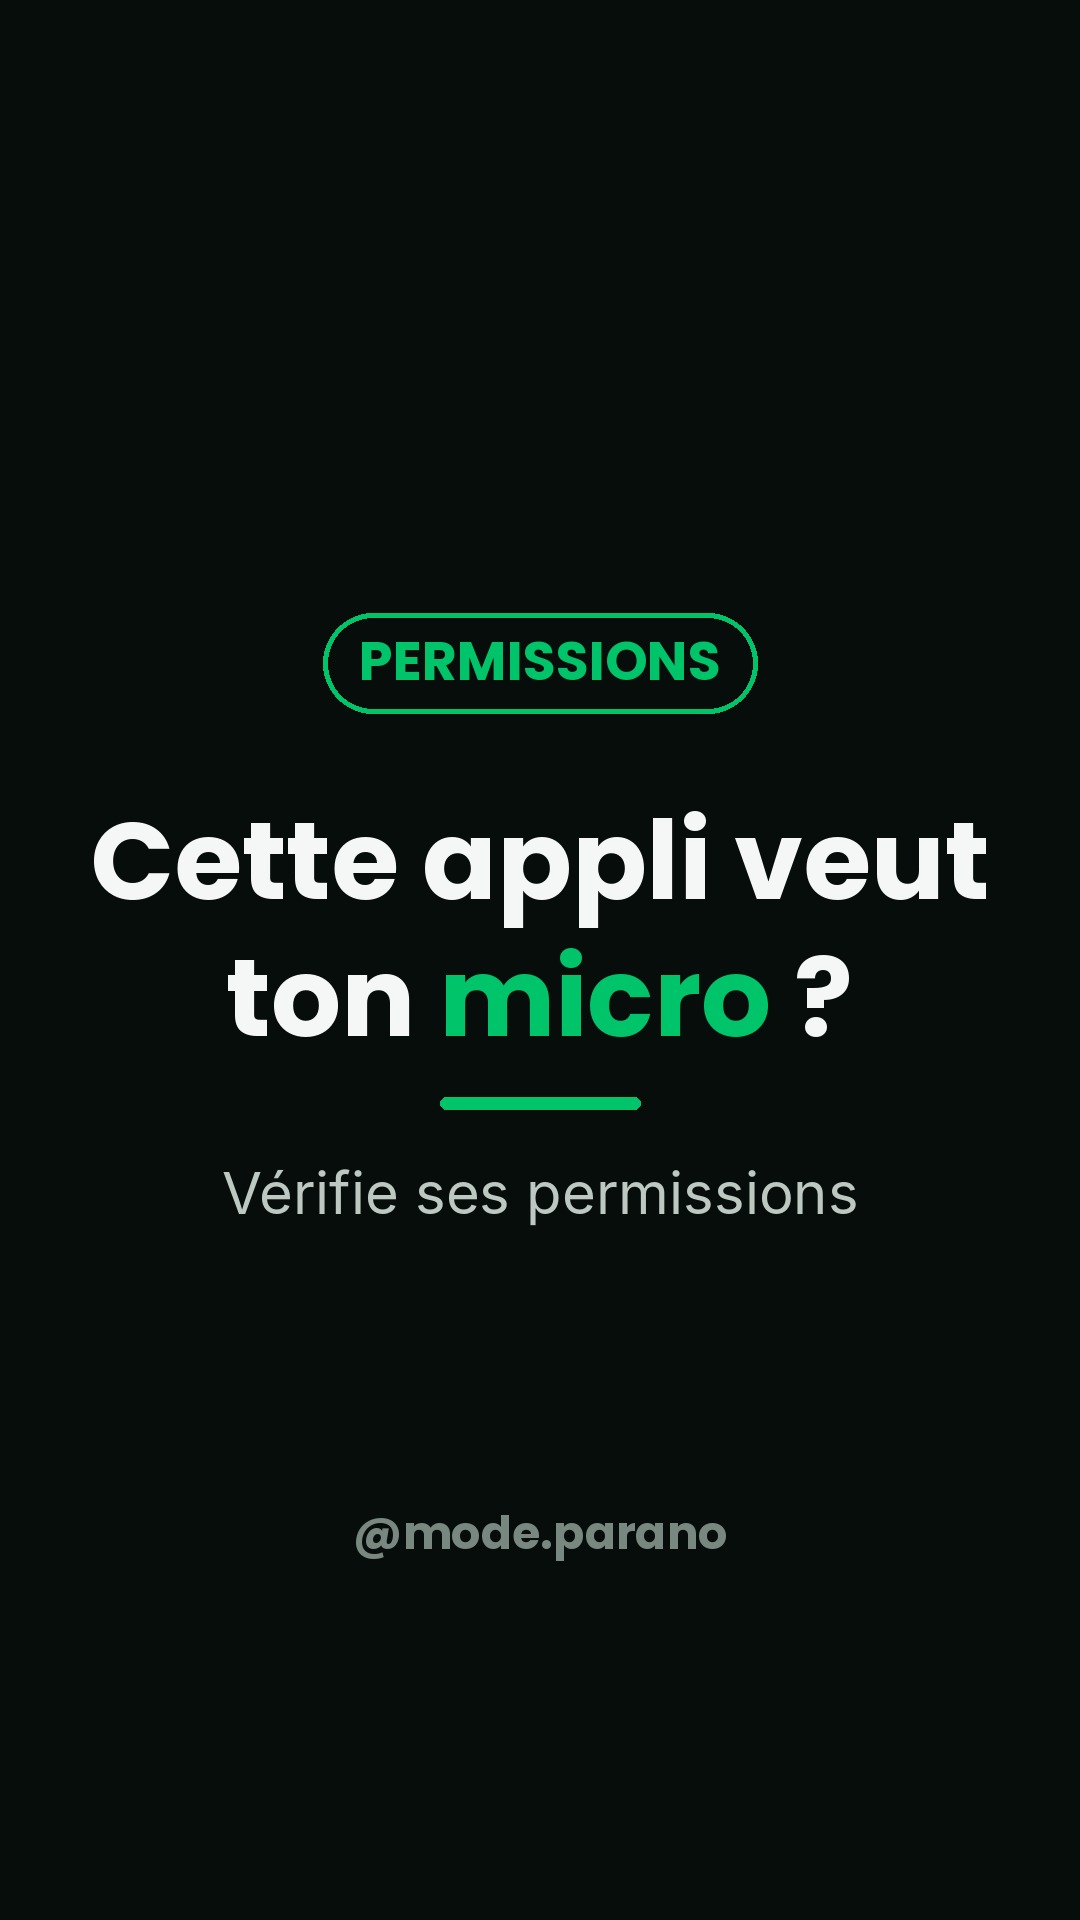 PERMISSIONS
Cette appli veut
ton micro ?
Vérifie ses permissions
@mode.parano